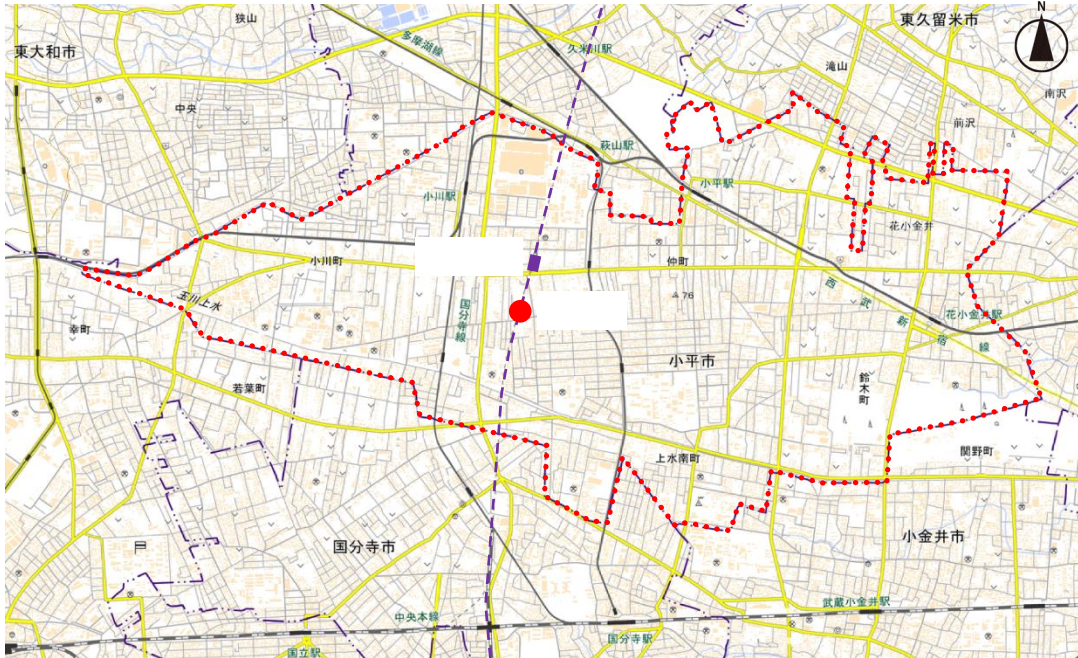 狭山
東久留米市
N
東大和市
多摩湖線
久米川駅
滝山
南沢
中央
前沢
萩山駅
小平駅
小川駅
花小金井
小川町
仲町
玉川上水
76
西武新宿線
国分寺線
花小金井駅
幸町
小平市
若葉町
鈴木町
上水南町
関野町
国分寺市
小金井市
中央本線
武蔵小金井駅
国分寺駅
国立駅